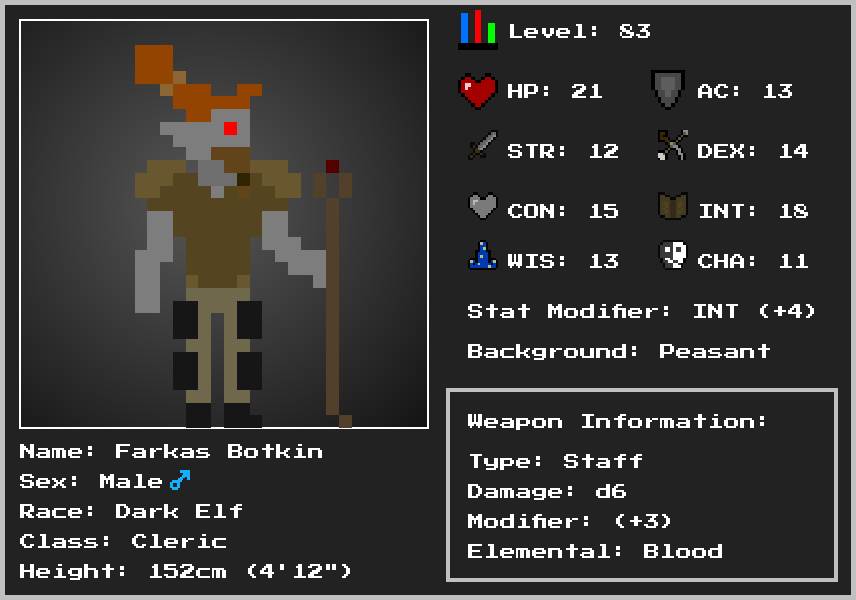 Level: 83
HP: 21 AC: 13
STR: 12 DEX: 14
CON: 15 INT: 18
WIS: 13 CHA: 11
Stat Modifier: INT (+4)
Background: Peasant
Weapon Information:
Type: Staff
Damage: d6
Modifier: (+3)
Elemental: Blood
Name: Farkas Botkin
Sex: Male ♂
Race: Dark Elf
Class: Cleric
Height: 152cm (4'12")